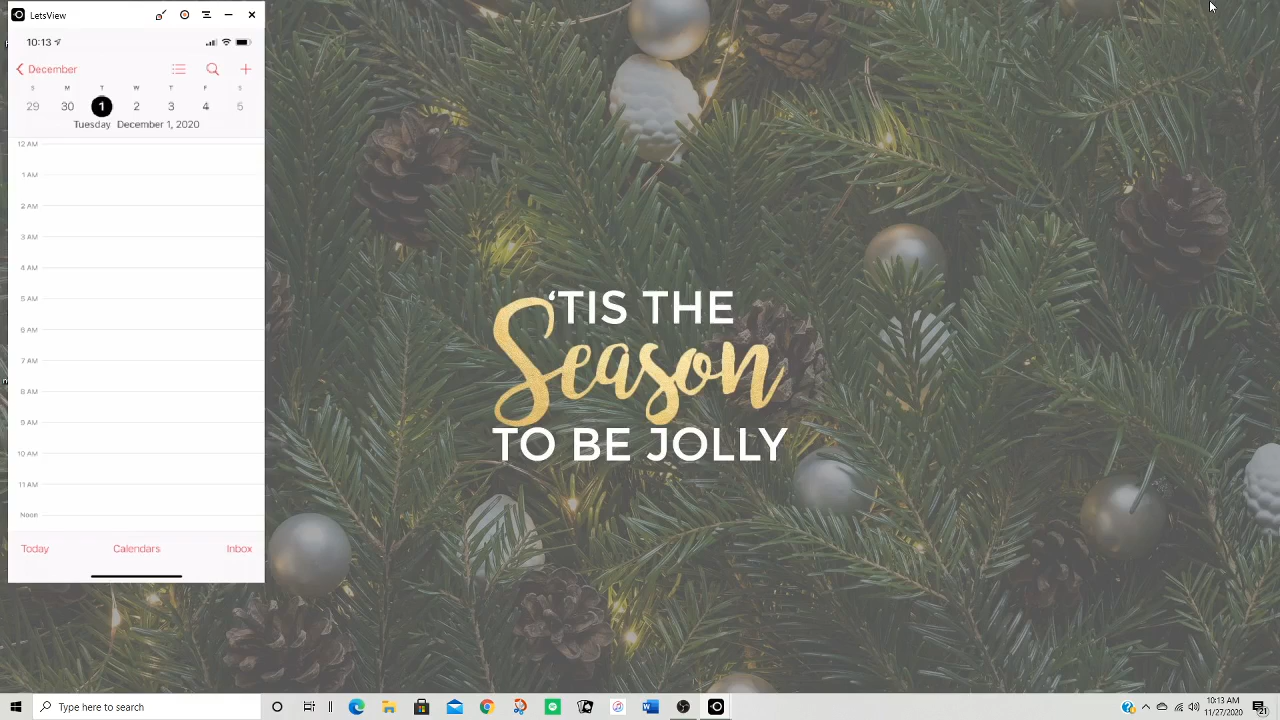 LetsView
10:13
December
S M T W T F S
29 30 1 2 3 4 5
Tuesday December 1, 2020
12 AM
1 AM
2 AM
3 AM
4 AM
5 AM
6 AM
7 AM
8 AM
9 AM
10 AM
11 AM
Noon
Today Calendars Inbox
‘TIS THE
Season
TO BE JOLLY
Type here to search
10:13 AM
11/27/2020
21